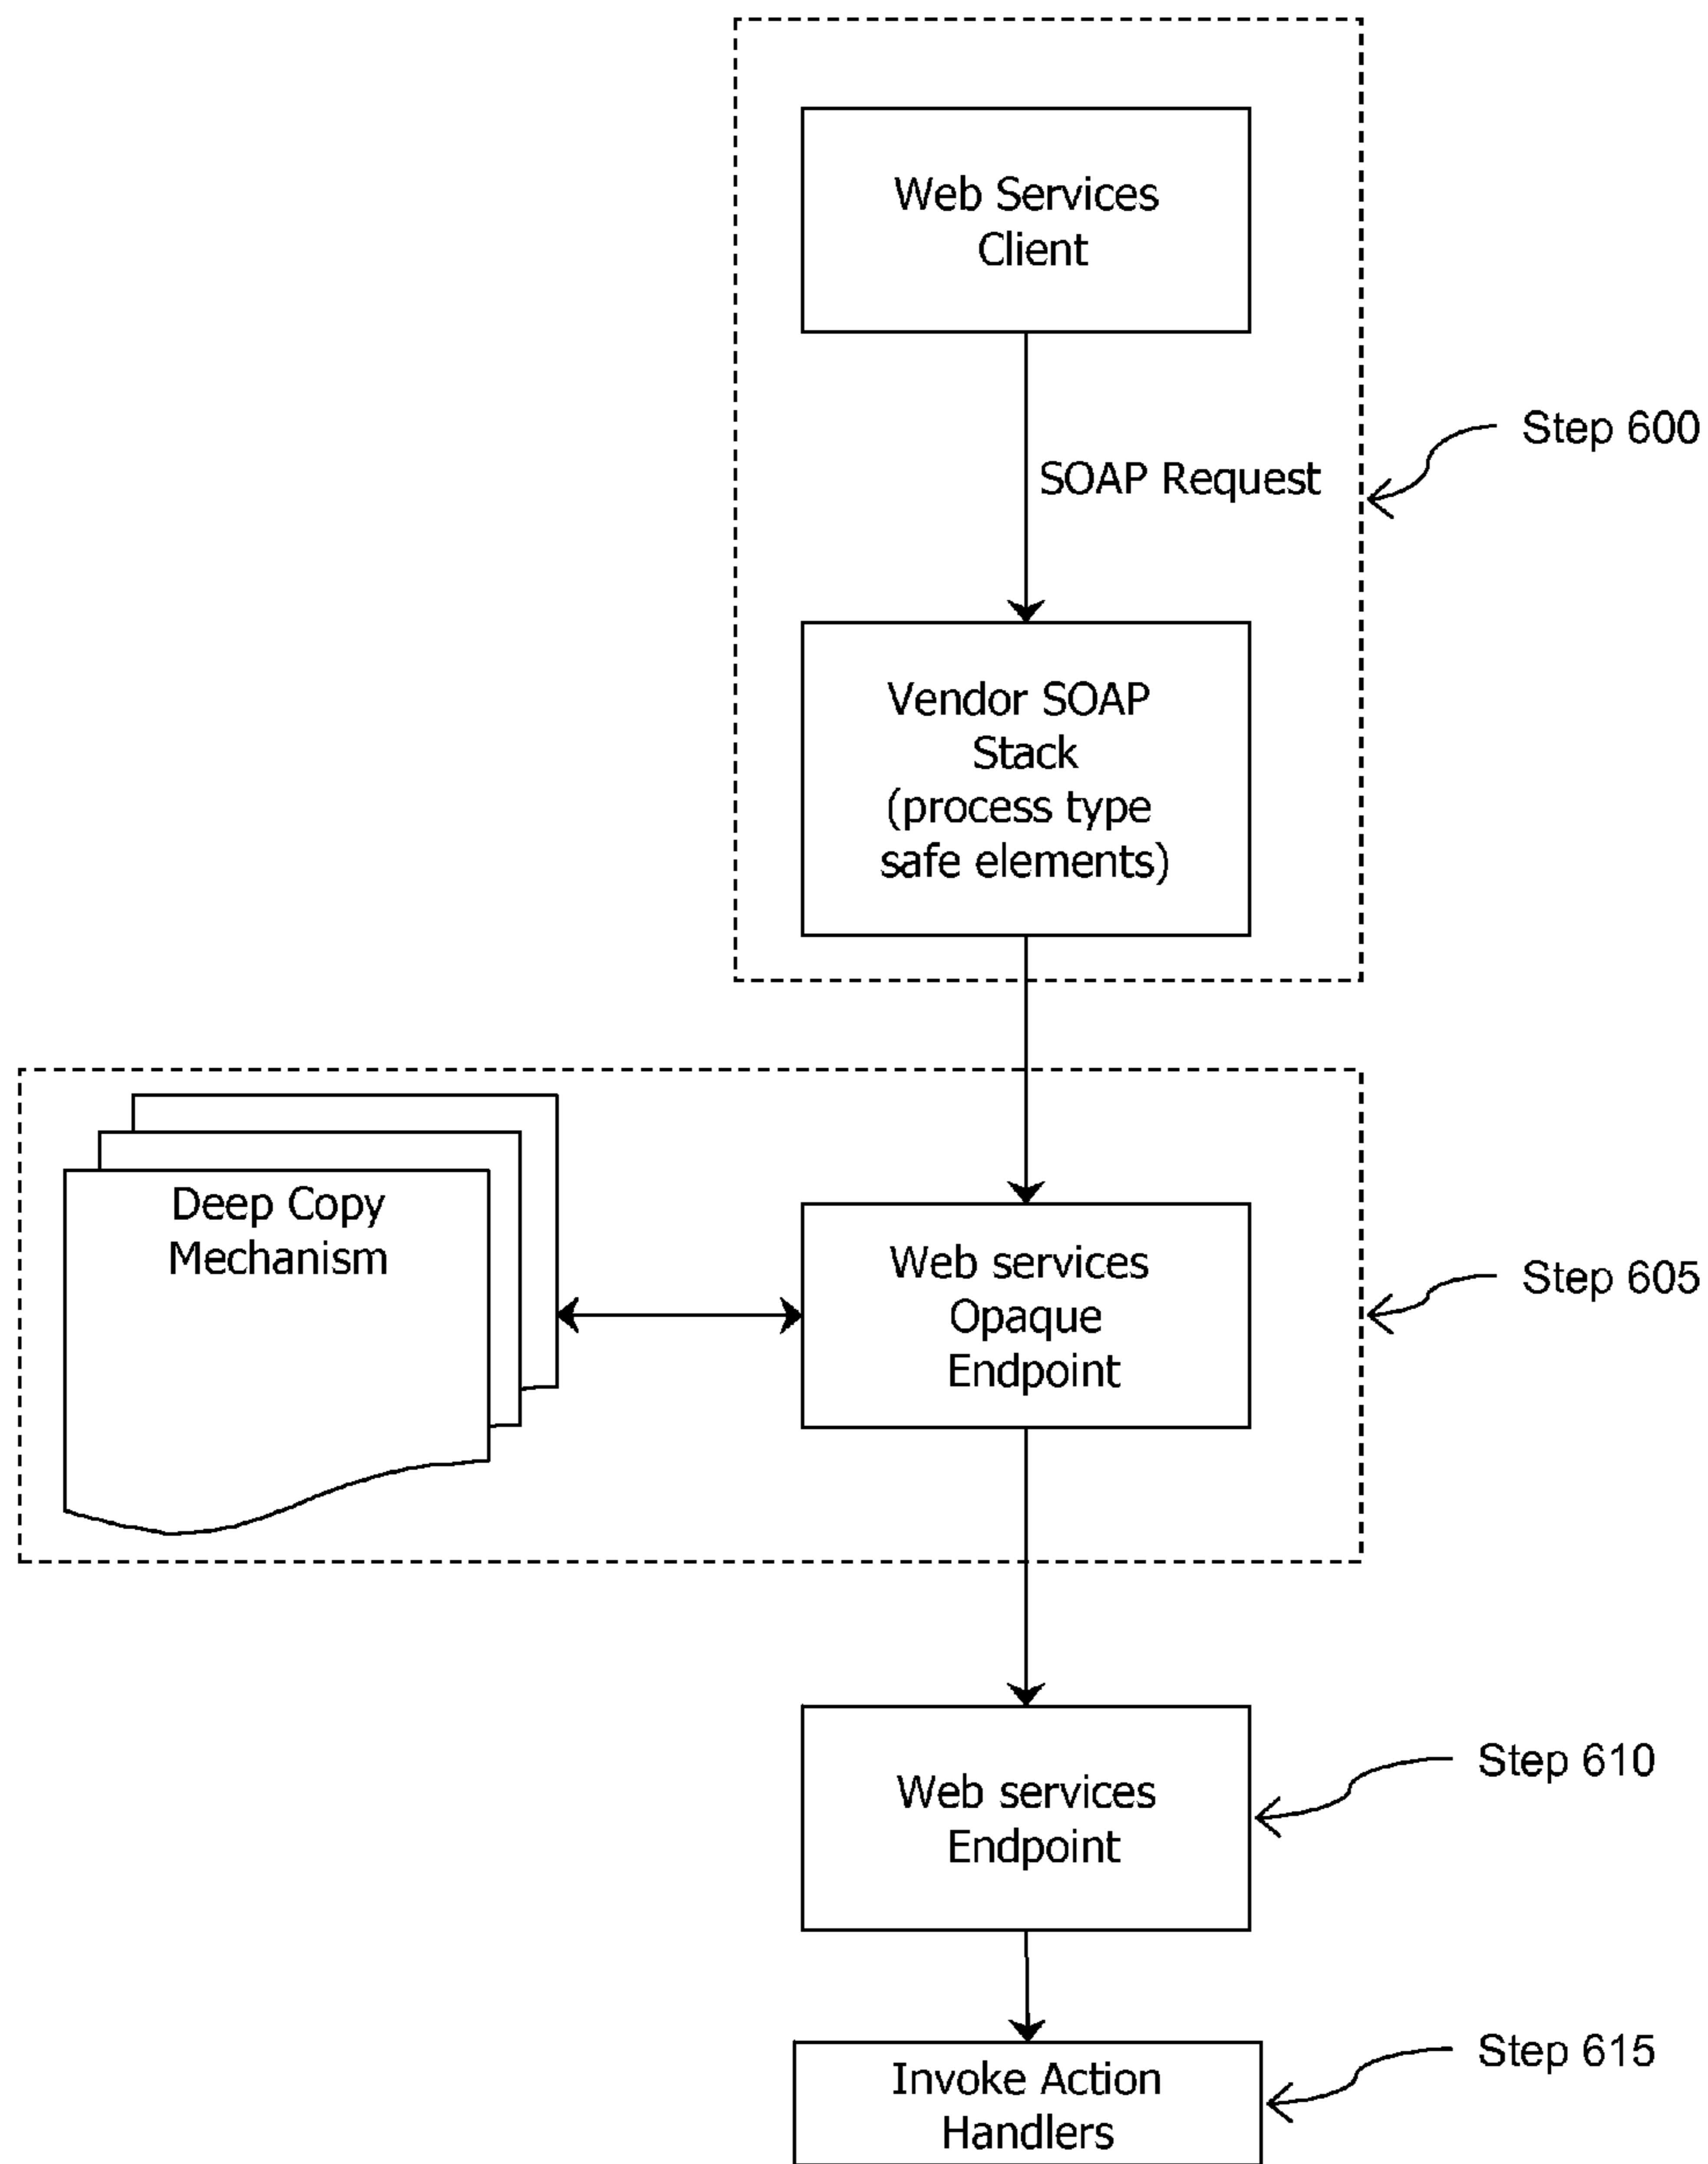 Web Services
Client
Step 600
SOAP Request
Vendor SOAP
Stack
(process type
safe elements)
Deep Copy
Mechanism
Web services
Opaque
Endpoint
Step 605
Web services
Endpoint
Step 610
Invoke Action
Handlers
Step 615